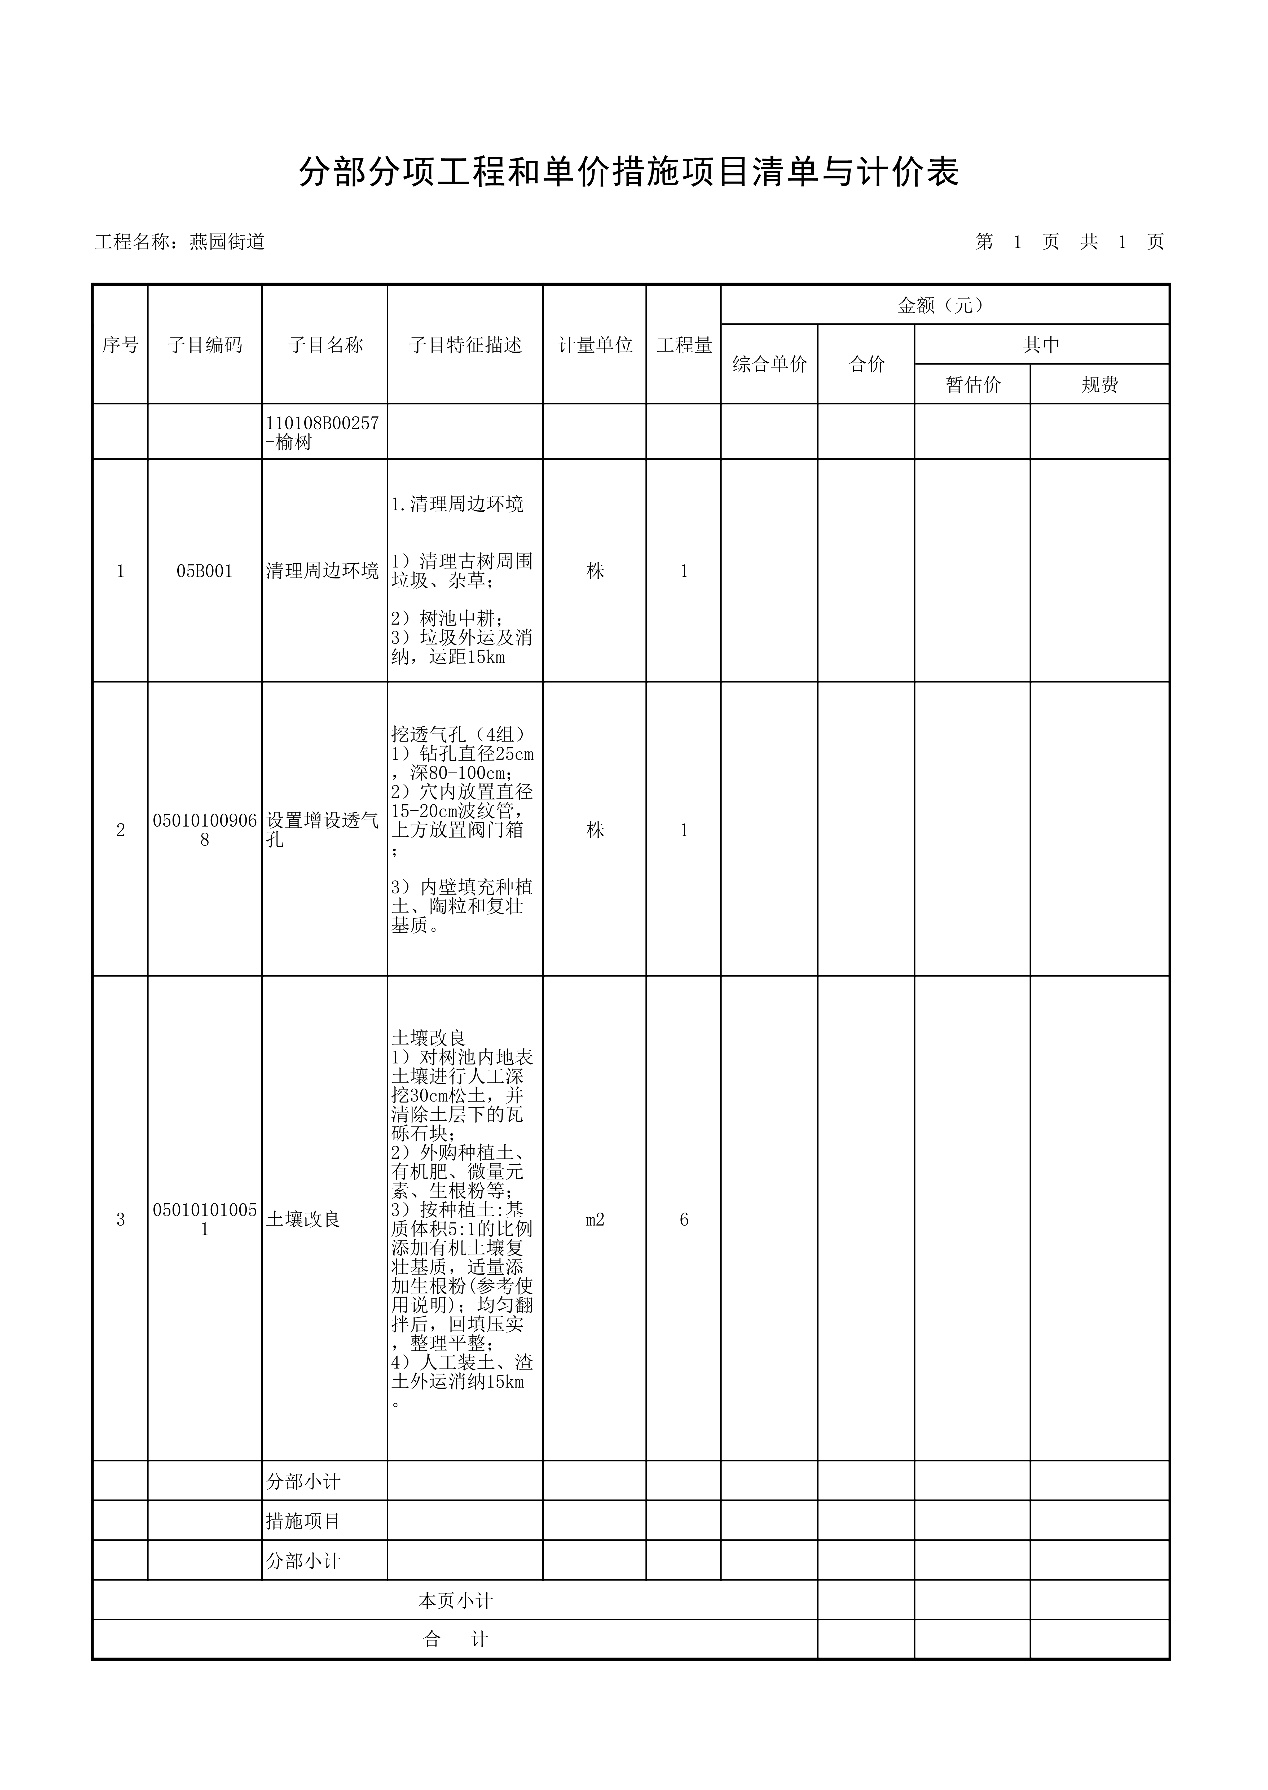 分部分项工程和单价措施项目清单与计价表
工程名称：燕园街道
第 1 页 共 1 页
序号
子目编码
子目名称
子目特征描述
计量单位
工程量
金额（元）
综合单价
合价
其中
暂估价
规费
110108B00257
-榆树
1
05B001
清理周边环境
1.清理周边环境
1）清理古树周围
垃圾、杂草；
2）树池中耕；
3）垃圾外运及消
纳，运距15km
株
1
2
05010100906
8
设置增设透气
孔
挖透气孔（4组）
1）钻孔直径25cm
，深80-100cm；
2）穴内放置直径
15-20cm波纹管，
上方放置阀门箱
；
3）内壁填充种植
土、陶粒和复壮
基质。
株
1
3
05010101005
1
土壤改良
土壤改良
1）对树池内地表
土壤进行人工深
挖30cm松土，并
清除土层下的瓦
砾石块；
2）外购种植土、
有机肥、微量元
素、生根粉等；
3）按种植土:基
质体积5:1的比例
添加有机土壤复
壮基质，适量添
加生根粉(参考使
用说明)；均匀翻
拌后，回填压实
，整理平整；
4）人工装土、渣
土外运消纳15km
。
m2
6
分部小计
措施项目
分部小计
本页小计
合 计